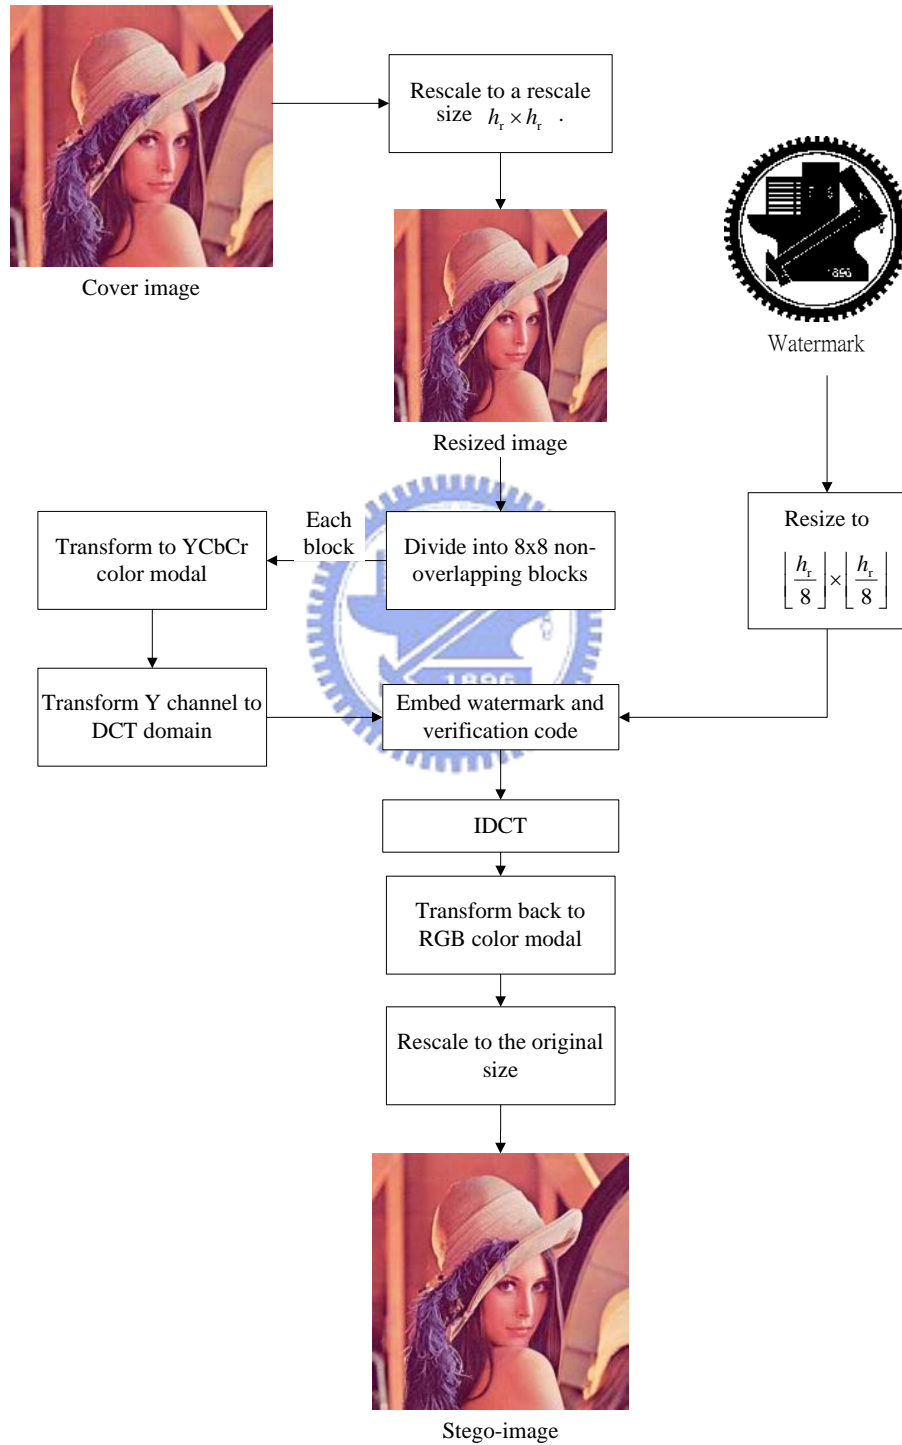 Rescale to a rescale
size h_r × h_r .
Cover image
1896
Watermark
Resized image
Each
block
Transform to YCbCr
color modal
Divide into 8x8 non-
overlapping blocks
Resize to
⌊h_r/8⌋×⌊h_r/8⌋
Transform Y channel to
DCT domain
1896
Embed watermark and
verification code
IDCT
Transform back to
RGB color modal
Rescale to the original
size
Stego-image